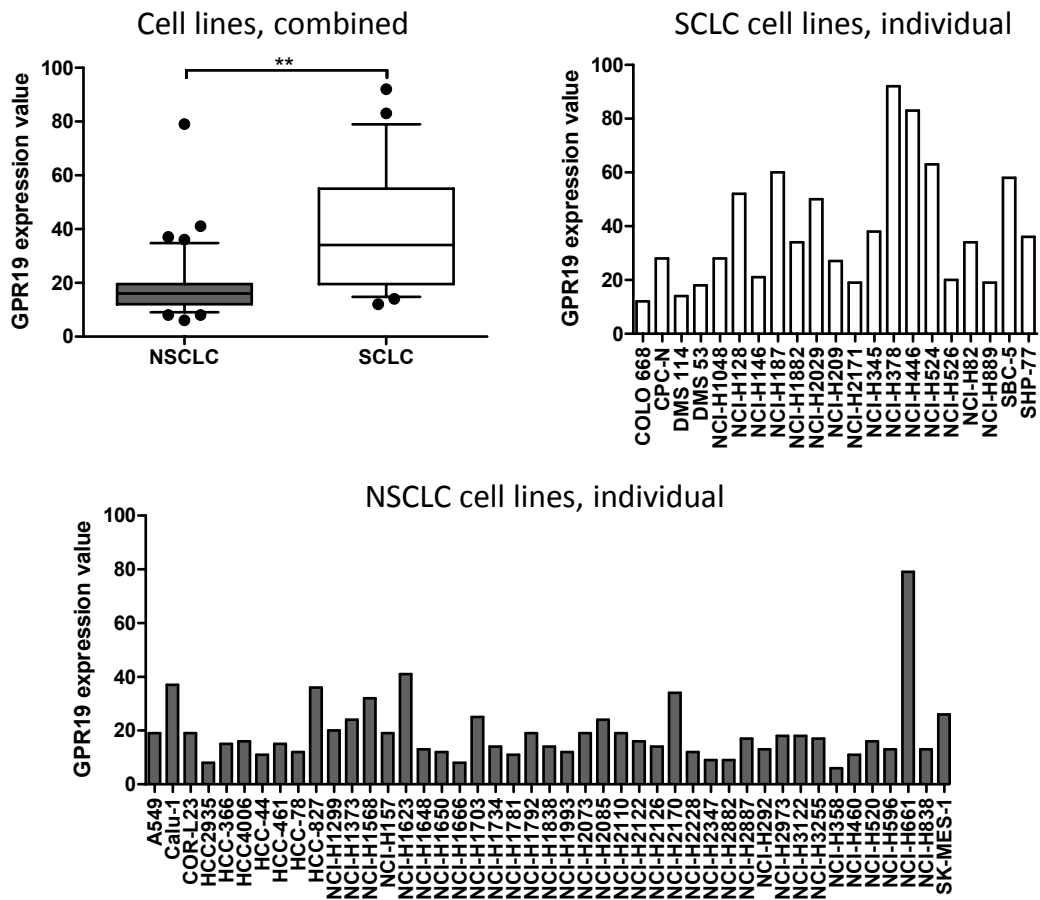 Cell lines, combined
GPR19 expression value
100
80
60
40
20
0
**
NSCLC
SCLC
SCLC cell lines, individual
GPR19 expression value
100
80
60
40
20
0
COLO 668
CPC-N
DMS 114
DMS 53
NCI-H1048
NCI-H128
NCI-H146
NCI-H187
NCI-H1882
NCI-H2029
NCI-H209
NCI-H2171
NCI-H345
NCI-H378
NCI-H446
NCI-H524
NCI-H526
NCI-H82
NCI-H889
SBC-5
SHP-77
NSCLC cell lines, individual
GPR19 expression value
100
80
60
40
20
0
A549
Calu-1
COR-L23
HCC2935
HCC-366
HCC4006
HCC-44
HCC-461
HCC-78
HCC-827
NCI-H1299
NCI-H1373
NCI-H1568
NCI-H157
NCI-H1623
NCI-H1648
NCI-H1650
NCI-H1666
NCI-H1703
NCI-H1734
NCI-H1781
NCI-H1792
NCI-H1838
NCI-H1993
NCI-H2073
NCI-H2085
NCI-H2110
NCI-H2122
NCI-H2126
NCI-H2170
NCI-H2228
NCI-H2347
NCI-H2882
NCI-H2887
NCI-H292
NCI-H2973
NCI-H3122
NCI-H3255
NCI-H358
NCI-H460
NCI-H520
NCI-H596
NCI-H661
NCI-H838
SK-MES-1